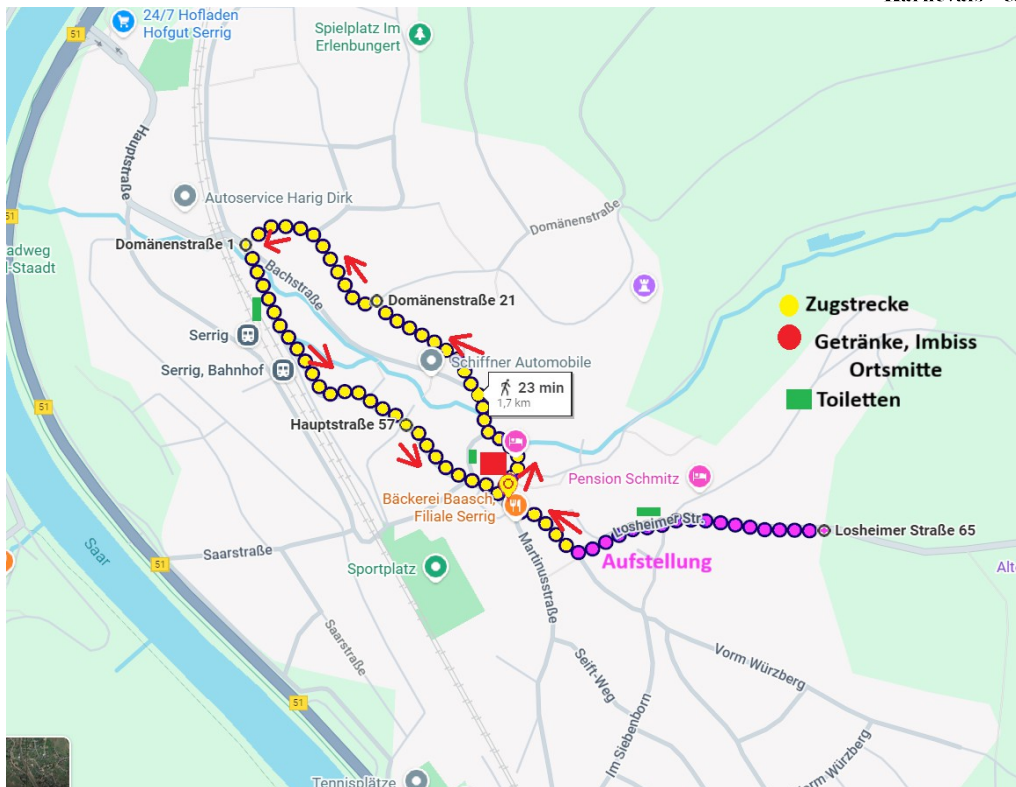 24/7 Hofladen
Hofgut Serrig
Spielplatz Im
Erlenbungert
51
Hauptstraße
Autoservice Harig Dirk
Domänenstraße
51
Domänenstraße 1
Bachstraße
Domänenstraße 21
Zugstrecke
Getränke, Imbiss
Ortsmitte
Toiletten
Serrig
Serrig, Bahnhof
Schiffner Automobile
23 min
1,7 km
51
Hauptstraße 57
Pension Schmitz
Bäckerei Baasch,
Filiale Serrig
Losheimer Str.
Losheimer Straße 65
Saar
Saarstraße
51
Sportplatz
Martinusstraße
Aufstellung
Saarstraße
Seift-Weg
Vorm Würzberg
Im Siebenborn
51
Vorm-Würzberg
Tennisplätze